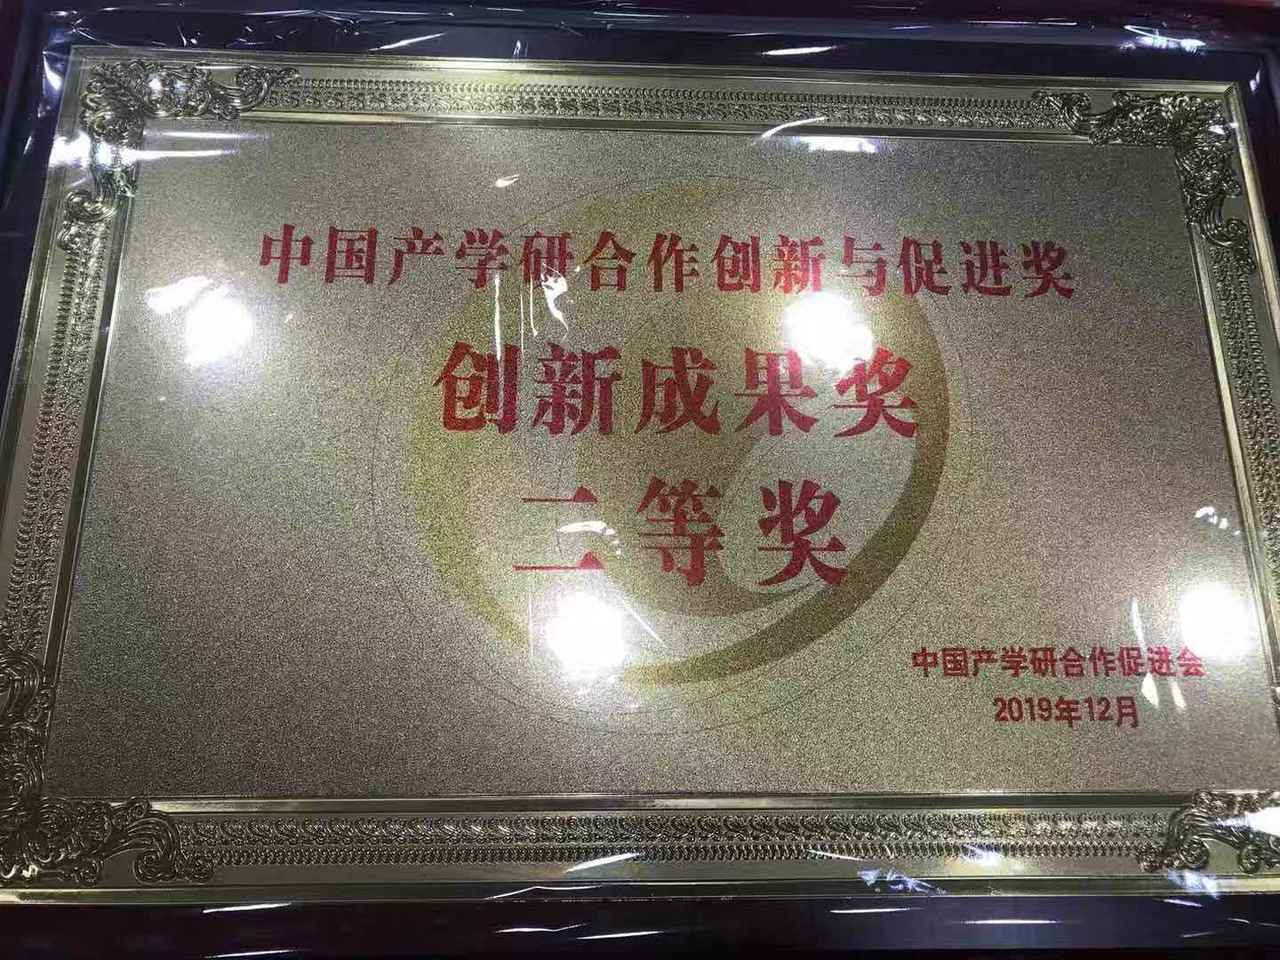 中国产学研合作创新与促进奖
创新成果奖
二等奖
中国产学研合作促进会
2019年12月